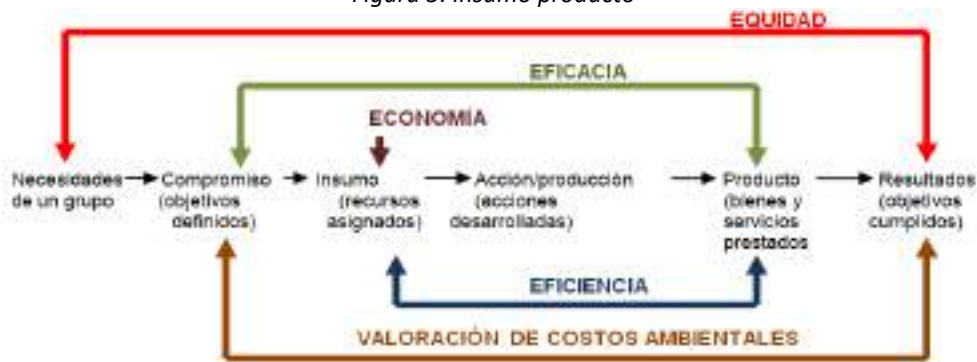 Figura 3. Insumo producto
EQUIDAD
EFICACIA
ECONOMÍA
Necesidades de un grupo
Compromiso (objetivos definidos)
Insumo (recursos asignados)
Acción/producción (acciones desarrolladas)
Producto (bienes y servicios prestados
Resultados (objetivos cumplidos)
EFICIENCIA
VALORACIÓN DE COSTOS AMBIENTALES